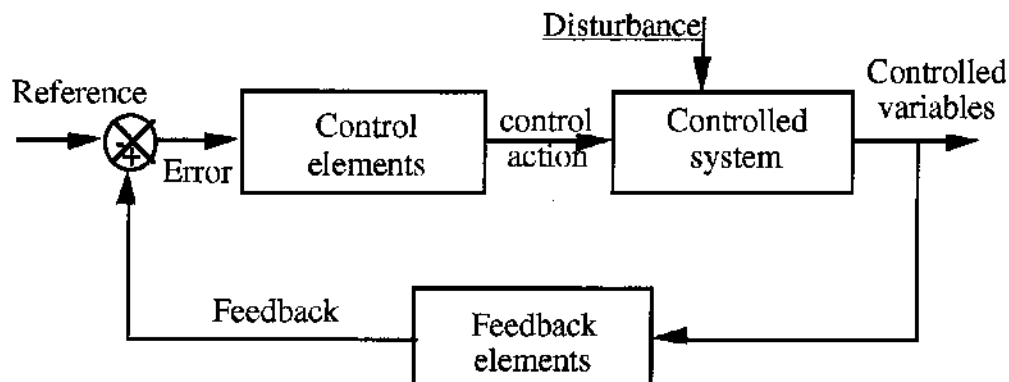 Disturbance
Reference
Controlled
variables
Control
elements
control
action
Controlled
system
-
+
Error
Feedback
Feedback
elements